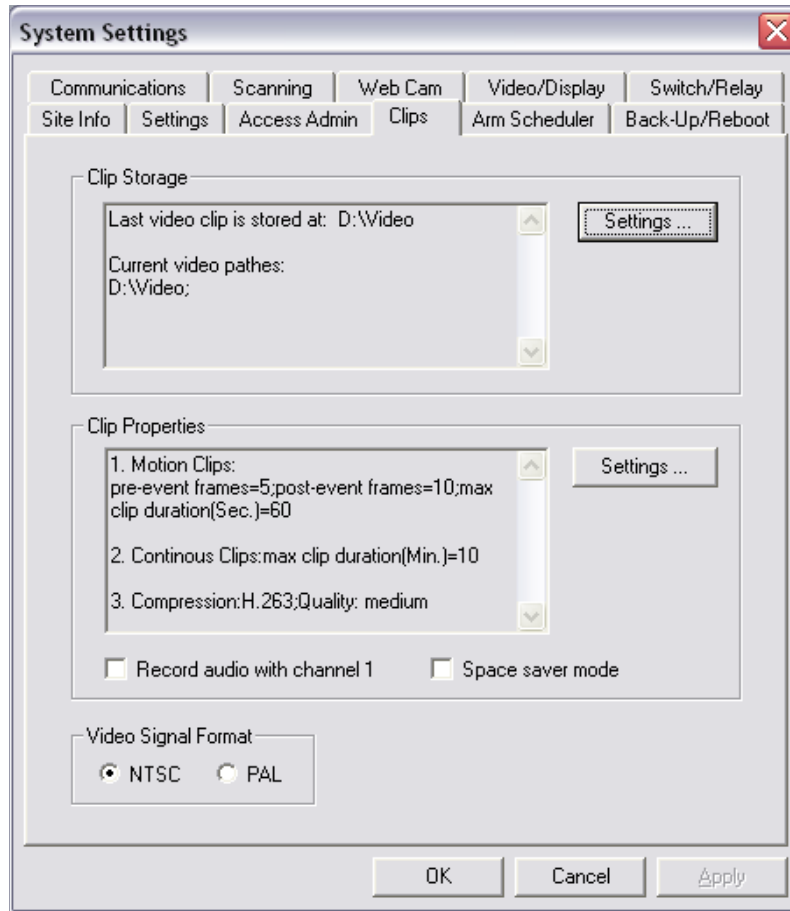 System Settings
Communications Scanning Web Cam Video/Display Switch/Relay
Site Info Settings Access Admin Clips Arm Scheduler Back-Up/Reboot
Clip Storage
Last video clip is stored at: D:\Video
Settings ...
Current video pathes:
D:\Video;
Clip Properties
1. Motion Clips:
Settings ...
pre-event frames=5;post-event frames=10;max
clip duration(Sec.)=60
2. Continous Clips:max clip duration(Min.)=10
3. Compression:H.263;Quality: medium
Record audio with channel 1 Space saver mode
Video Signal Format
NTSC PAL
OK Cancel Apply